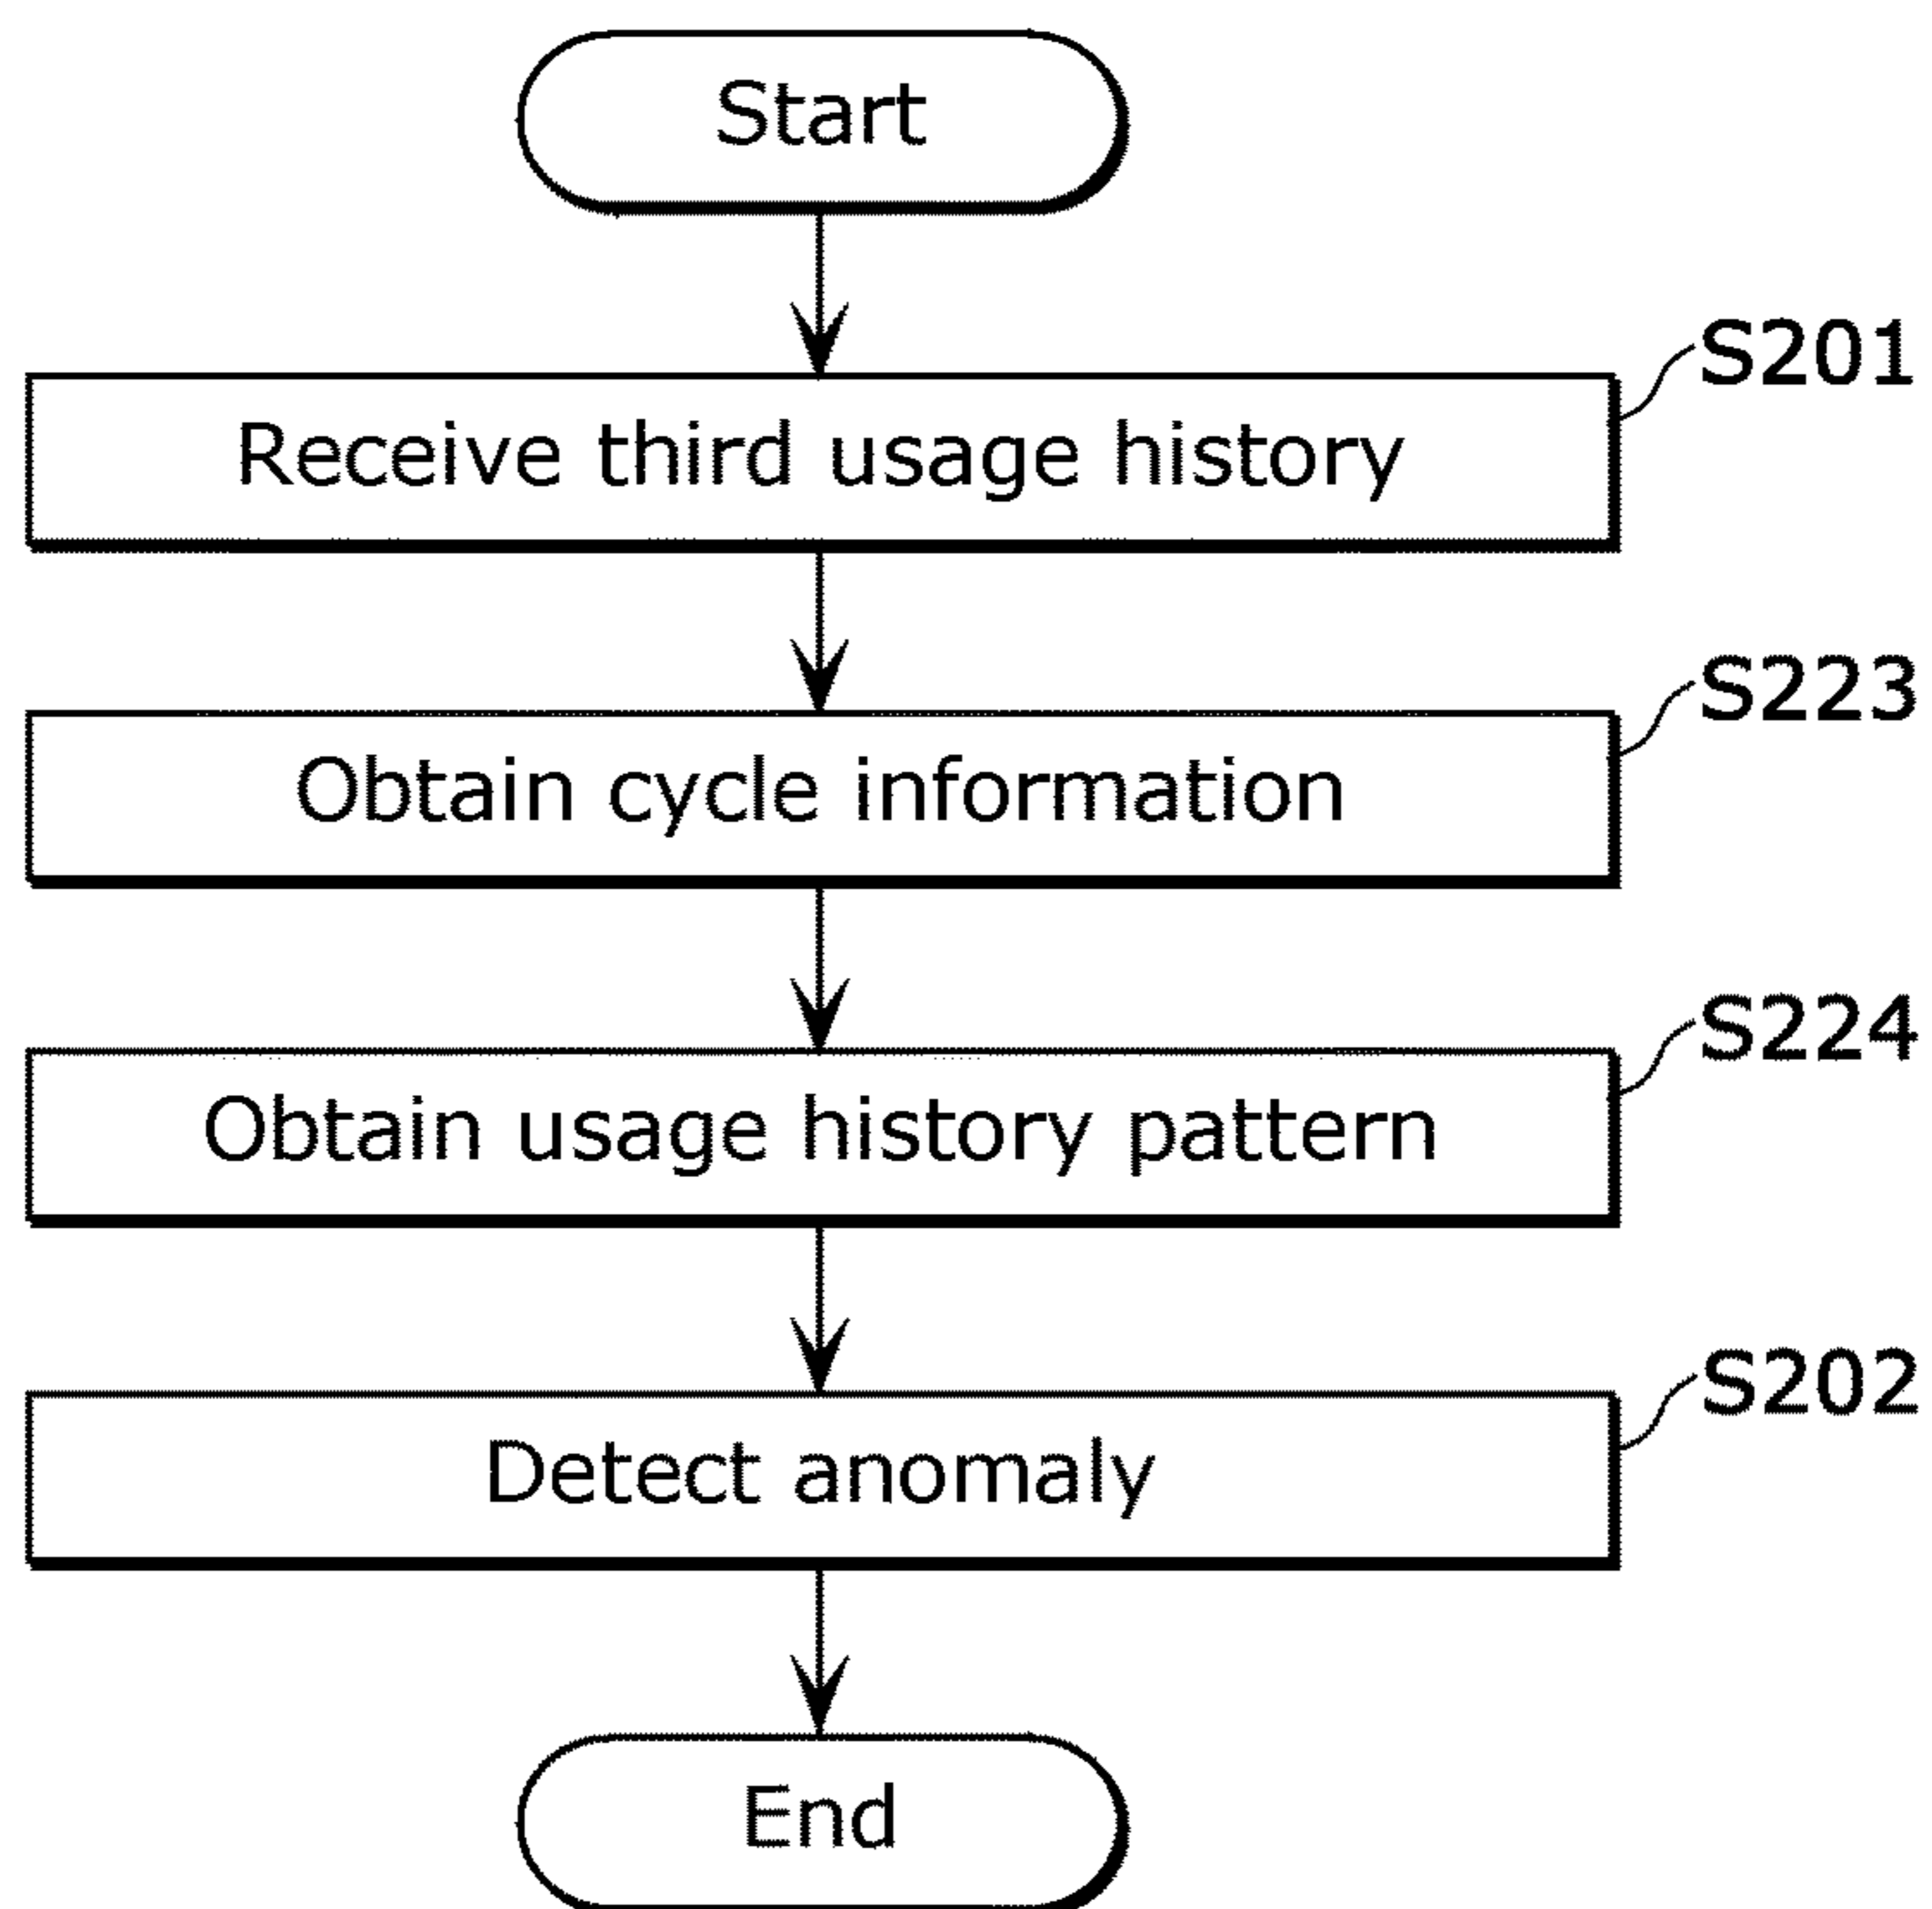 Start
S201
Receive third usage history
S223
Obtain cycle information
S224
Obtain usage history pattern
S202
Detect anomaly
End